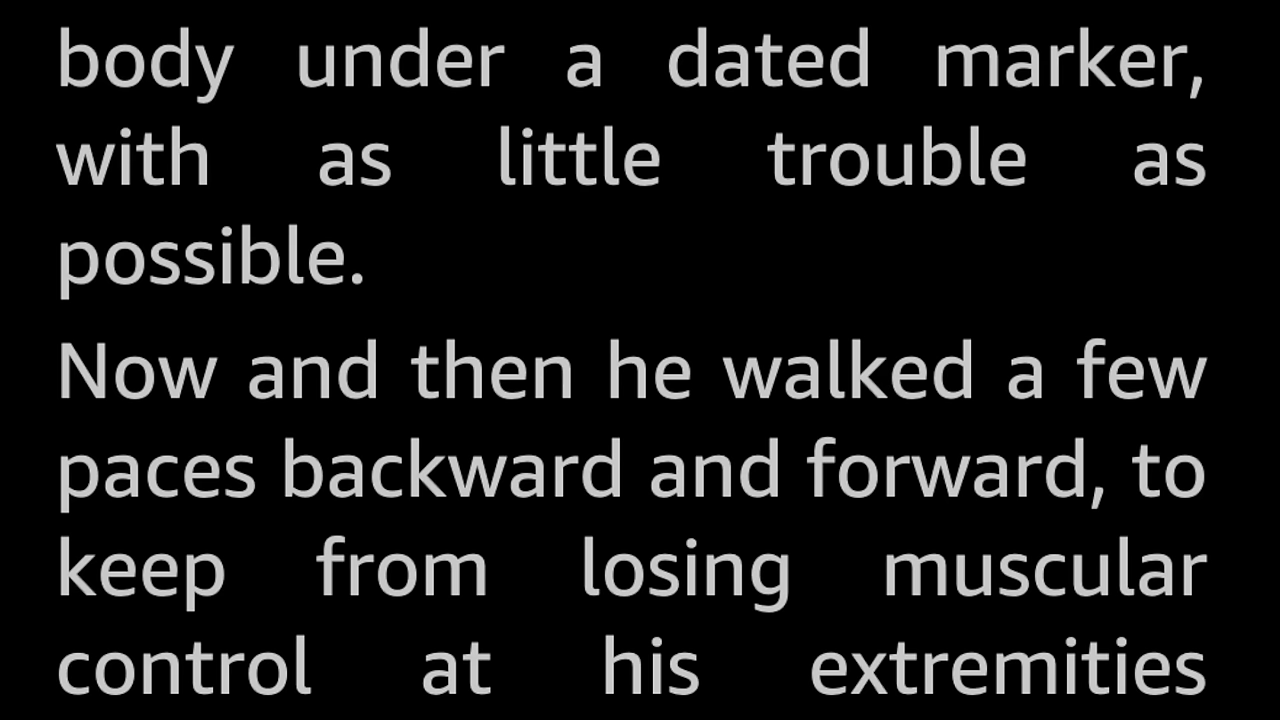 body under a dated marker,
with as little trouble as
possible.
Now and then he walked a few
paces backward and forward, to
keep from losing muscular
control at his extremities